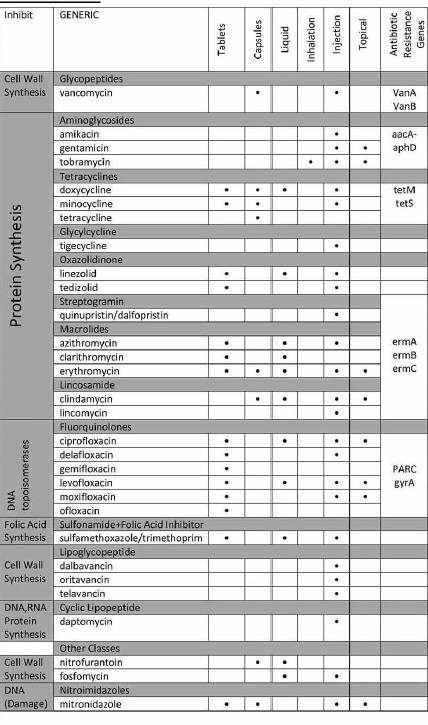 Inhibit GENERIC Tablets Capsules Liquid Inhalation Injection Topical Antibiotic Resistance Genes
Cell Wall Synthesis Glycopeptides
vancomycin • • VanA VanB
Protein Synthesis Aminoglycosides
amikacin • aacA-
gentamicin • • aphD
tobramycin • • •
Tetracyclines
doxycycline • • • • tetM
minocycline • • • tetS
tetracycline •
Glycylcycline
tigecycline •
Oxazolidinone
linezolid • • •
tedizolid • •
Streptogramin
quinupristin/dalfopristin •
Macrolides
azithromycin • • • ermA
clarithromycin • • ermB
erythromycin • • • • • ermC
Lincosamide
clindamycin • • • •
lincomycin •
DNA topoisomerases Fluorquinolones
ciprofloxacin • • • •
delafloxacin • •
gemifloxacin • PARC
levofloxacin • • • • gyrA
moxifloxacin • • •
ofloxacin •
Folic Acid Sulfonamide+Folic Acid Inhibitor
Synthesis sulfamethoxazole/trimethoprim • • •
Lipoglycopeptide
Cell Wall dalbavancin •
Synthesis oritavancin •
telavancin •
DNA,RNA Cyclic Lipopeptide
Protein daptomycin •
Synthesis
Other Classes
Cell Wall nitrofurantoin • •
Synthesis fosfomycin • •
DNA Nitroimidazoles
(Damage) mitronidazole • • • •